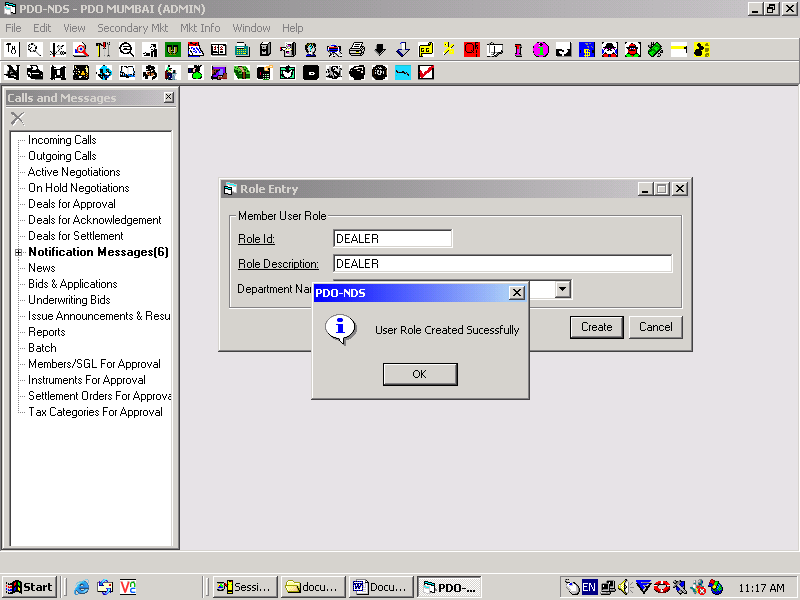 PDO-NDS - PDO MUMBAI (ADMIN)
File Edit View Secondary Mkt Mkt Info Window Help
Calls and Messages
Incoming Calls
Outgoing Calls
Active Negotiations
On Hold Negotiations
Deals for Approval
Deals for Acknowledgement
Deals for Settlement
Notification Messages(6)
News
Bids & Applications
Underwriting Bids
Issue Announcements & Resu
Reports
Batch
Members/SGL For Approval
Instruments For Approval
Settlement Orders For Approva
Tax Categories For Approval
Role Entry
Member User Role
Role Id: DEALER
Role Description: DEALER
Department Nar
Create Cancel
PDO-NDS
User Role Created Sucessfully
OK
Start
Sessi...
docu...
Docu...
PDO-...
EN
11:17 AM